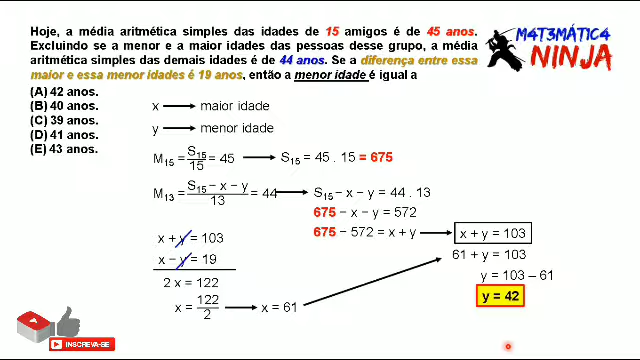 Hoje, a média aritmética simples das idades de 15 amigos é de 45 anos.
Excluindo se a menor e a maior idades das pessoas desse grupo, a média
aritmética simples das demais idades é de 44 anos. Se a diferença entre essa
maior e essa menor idades é 19 anos, então a menor idade é igual a
M4T3MÁTIC4
NINJA
(A) 42 anos.
(B) 40 anos.
(C) 39 anos.
(D) 41 anos.
(E) 43 anos.
x → maior idade
y → menor idade
M15 = S15/15 = 45 → S15 = 45 . 15 = 675
M13 = S15 – x – y/13 = 44 → S15 – x – y = 44 . 13
675 – x – y = 572
675 – 572 = x + y → x + y = 103
x + y = 103
x – y = 19
2 x = 122
x = 122/2 → x = 61
61 + y = 103
y = 103 – 61
y = 42
INSCREVA-SE